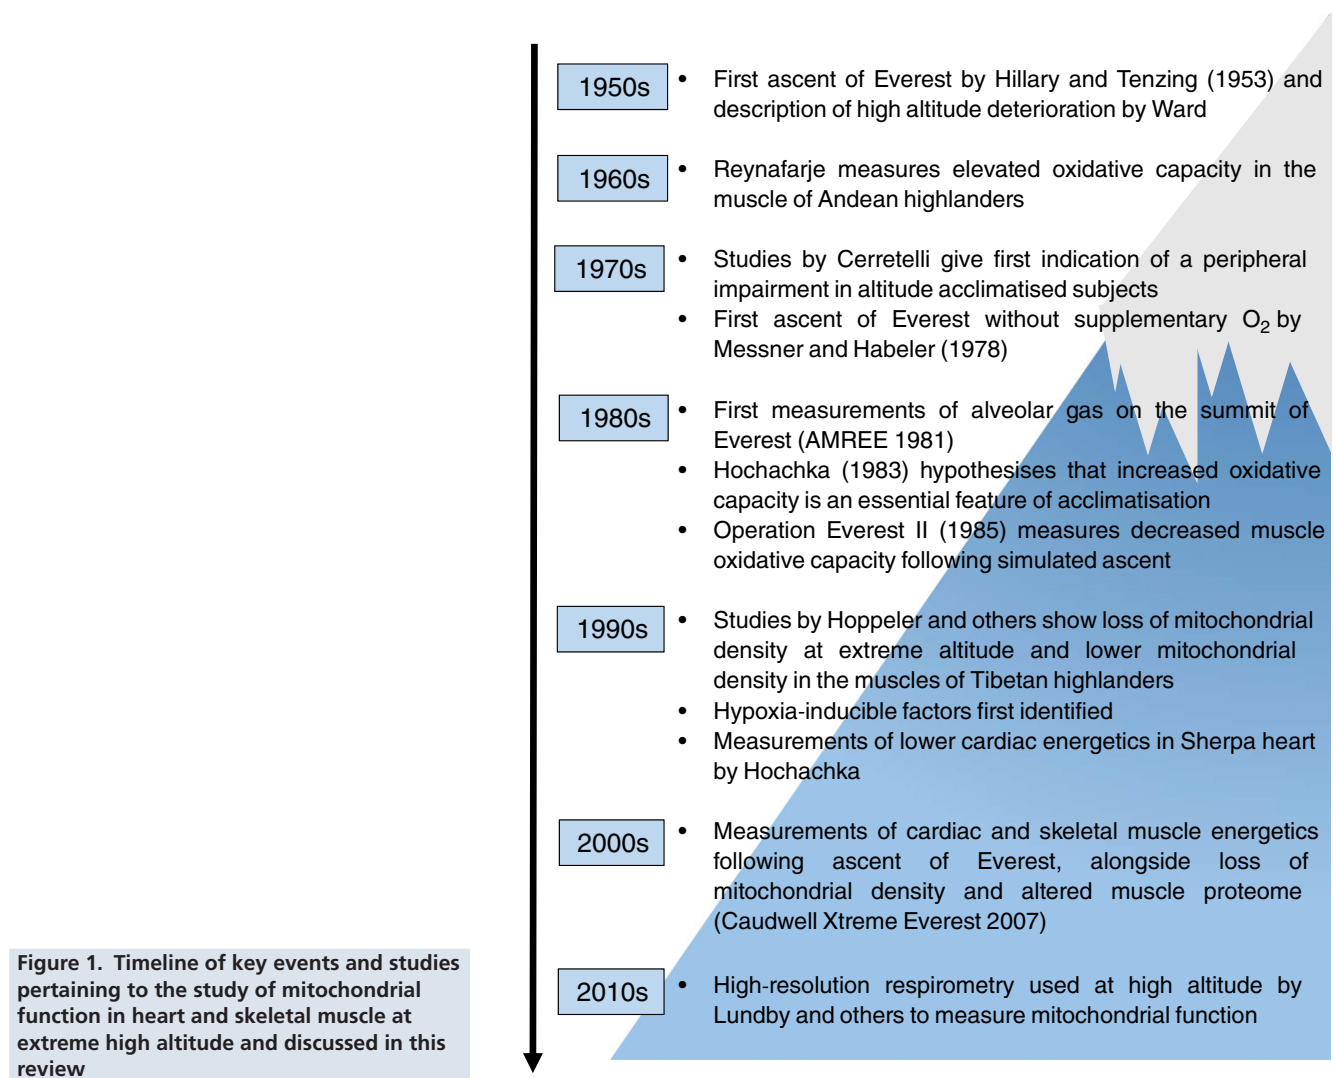 1950s
• First ascent of Everest by Hillary and Tenzing (1953) and
description of high altitude deterioration by Ward
1960s
• Reynafarje measures elevated oxidative capacity in the
muscle of Andean highlanders
1970s
• Studies by Cerretelli give first indication of a peripheral
impairment in altitude acclimatised subjects
• First ascent of Everest without supplementary O₂ by
Messner and Habeler (1978)
1980s
• First measurements of alveolar gas on the summit of
Everest (AMREE 1981)
• Hochachka (1983) hypothesises that increased oxidative
capacity is an essential feature of acclimatisation
• Operation Everest II (1985) measures decreased muscle
oxidative capacity following simulated ascent
1990s
• Studies by Hoppeler and others show loss of mitochondrial
density at extreme altitude and lower mitochondrial
density in the muscles of Tibetan highlanders
• Hypoxia-inducible factors first identified
• Measurements of lower cardiac energetics in Sherpa heart
by Hochachka
2000s
• Measurements of cardiac and skeletal muscle energetics
following ascent of Everest, alongside loss of
mitochondrial density and altered muscle proteome
(Caudwell Xtreme Everest 2007)
2010s
• High-resolution respirometry used at high altitude by
Lundby and others to measure mitochondrial function
Figure 1. Timeline of key events and studies
pertaining to the study of mitochondrial
function in heart and skeletal muscle at
extreme high altitude and discussed in this
review